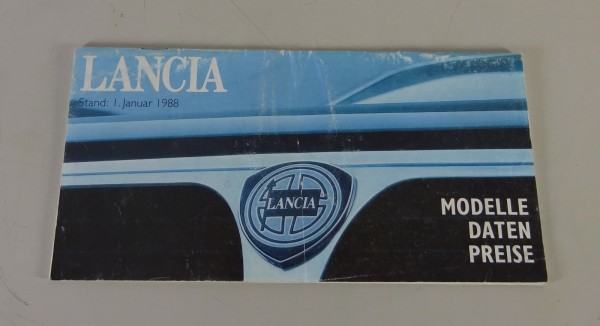 LANCIA
Stand: 1. Januar 1988
LANCIA
MODELLE
DATEN
PREISE